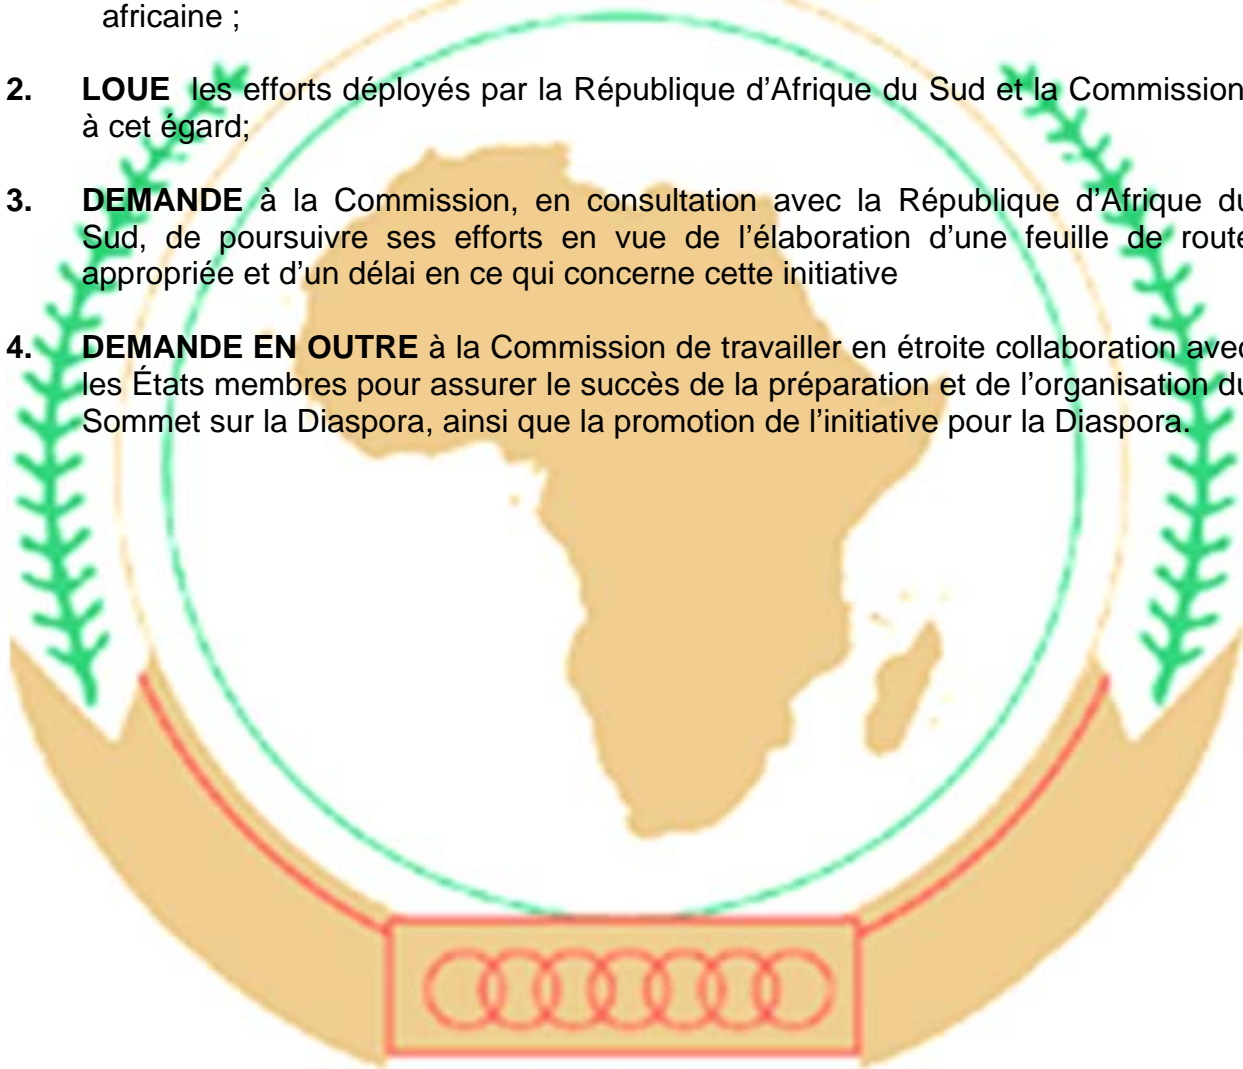 africaine ;
2. LOUE les efforts déployés par la République d'Afrique du Sud et la Commission
à cet égard;
3. DEMANDE à la Commission, en consultation avec la République d'Afrique du
Sud, de poursuivre ses efforts en vue de l'élaboration d'une feuille de route
appropriée et d'un délai en ce qui concerne cette initiative
4. DEMANDE EN OUTRE à la Commission de travailler en étroite collaboration avec
les États membres pour assurer le succès de la préparation et de l'organisation du
Sommet sur la Diaspora, ainsi que la promotion de l'initiative pour la Diaspora.